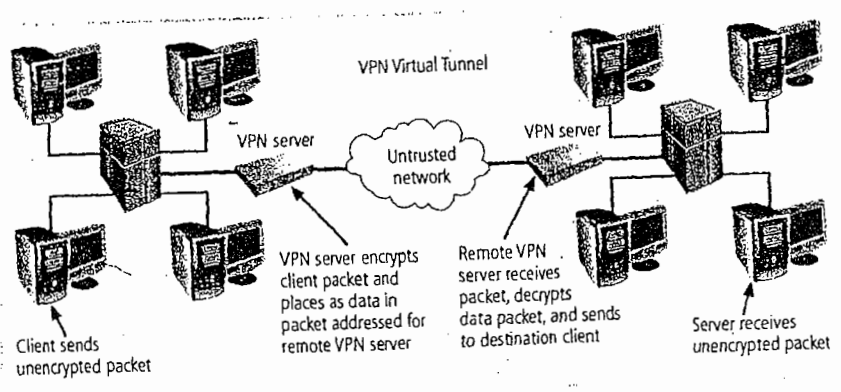 VPN Virtual Tunnel
VPN server
VPN server
Untrusted
network
VPN server encrypts
client packet and
places as data in
packet addressed for
remote VPN server
Remote VPN
server receives
packet, decrypts
data packet, and sends
to destination client
Client sends
unencrypted packet
Server receives
unencrypted packet